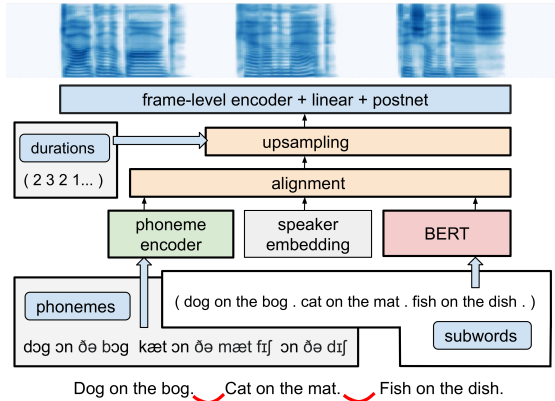 frame-level encoder + linear + postnet
durations
( 2 3 2 1... )
upsampling
alignment
phoneme
encoder
speaker
embedding
BERT
phonemes
( dog on the bog . cat on the mat . fish on the dish . )
subwords
dɔg ɔn ðə bɔg kæt ɔn ðə mæt fɪʃ ɔn ðə dɪʃ
Dog on the bog. Cat on the mat. Fish on the dish.